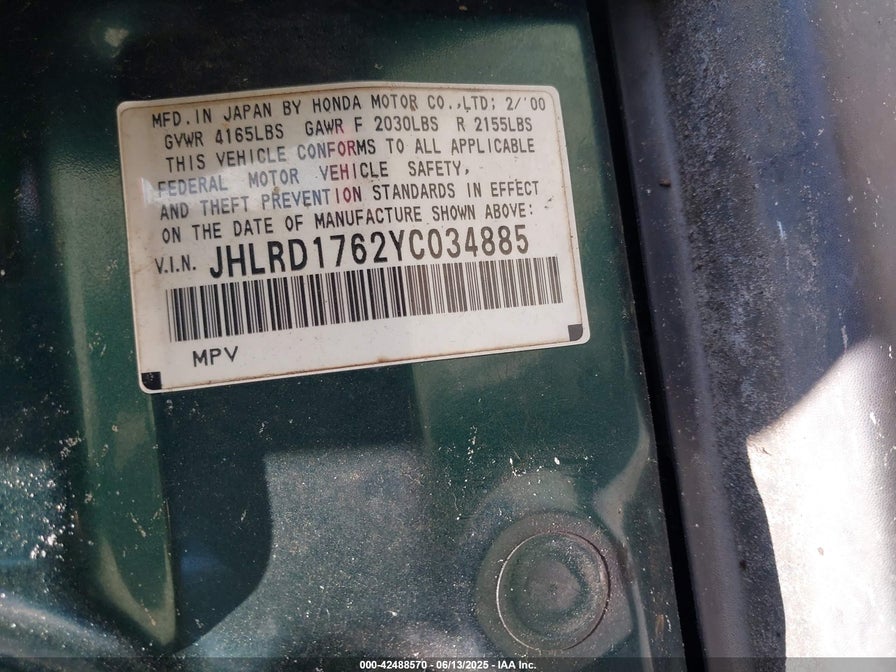 MFD. IN JAPAN BY HONDA MOTOR CO.,LTD; 2/'00
GVWR 4165LBS GAWR F 2030LBS R 2155LBS
THIS VEHICLE CONFORMS TO ALL APPLICABLE
FEDERAL MOTOR VEHICLE SAFETY,
AND THEFT PREVENTION STANDARDS IN EFFECT
ON THE DATE OF MANUFACTURE SHOWN ABOVE:
V.I.N. JHLRD1762YC034885
MPV
000-42488570 - 06/13/2025 - IAA Inc.